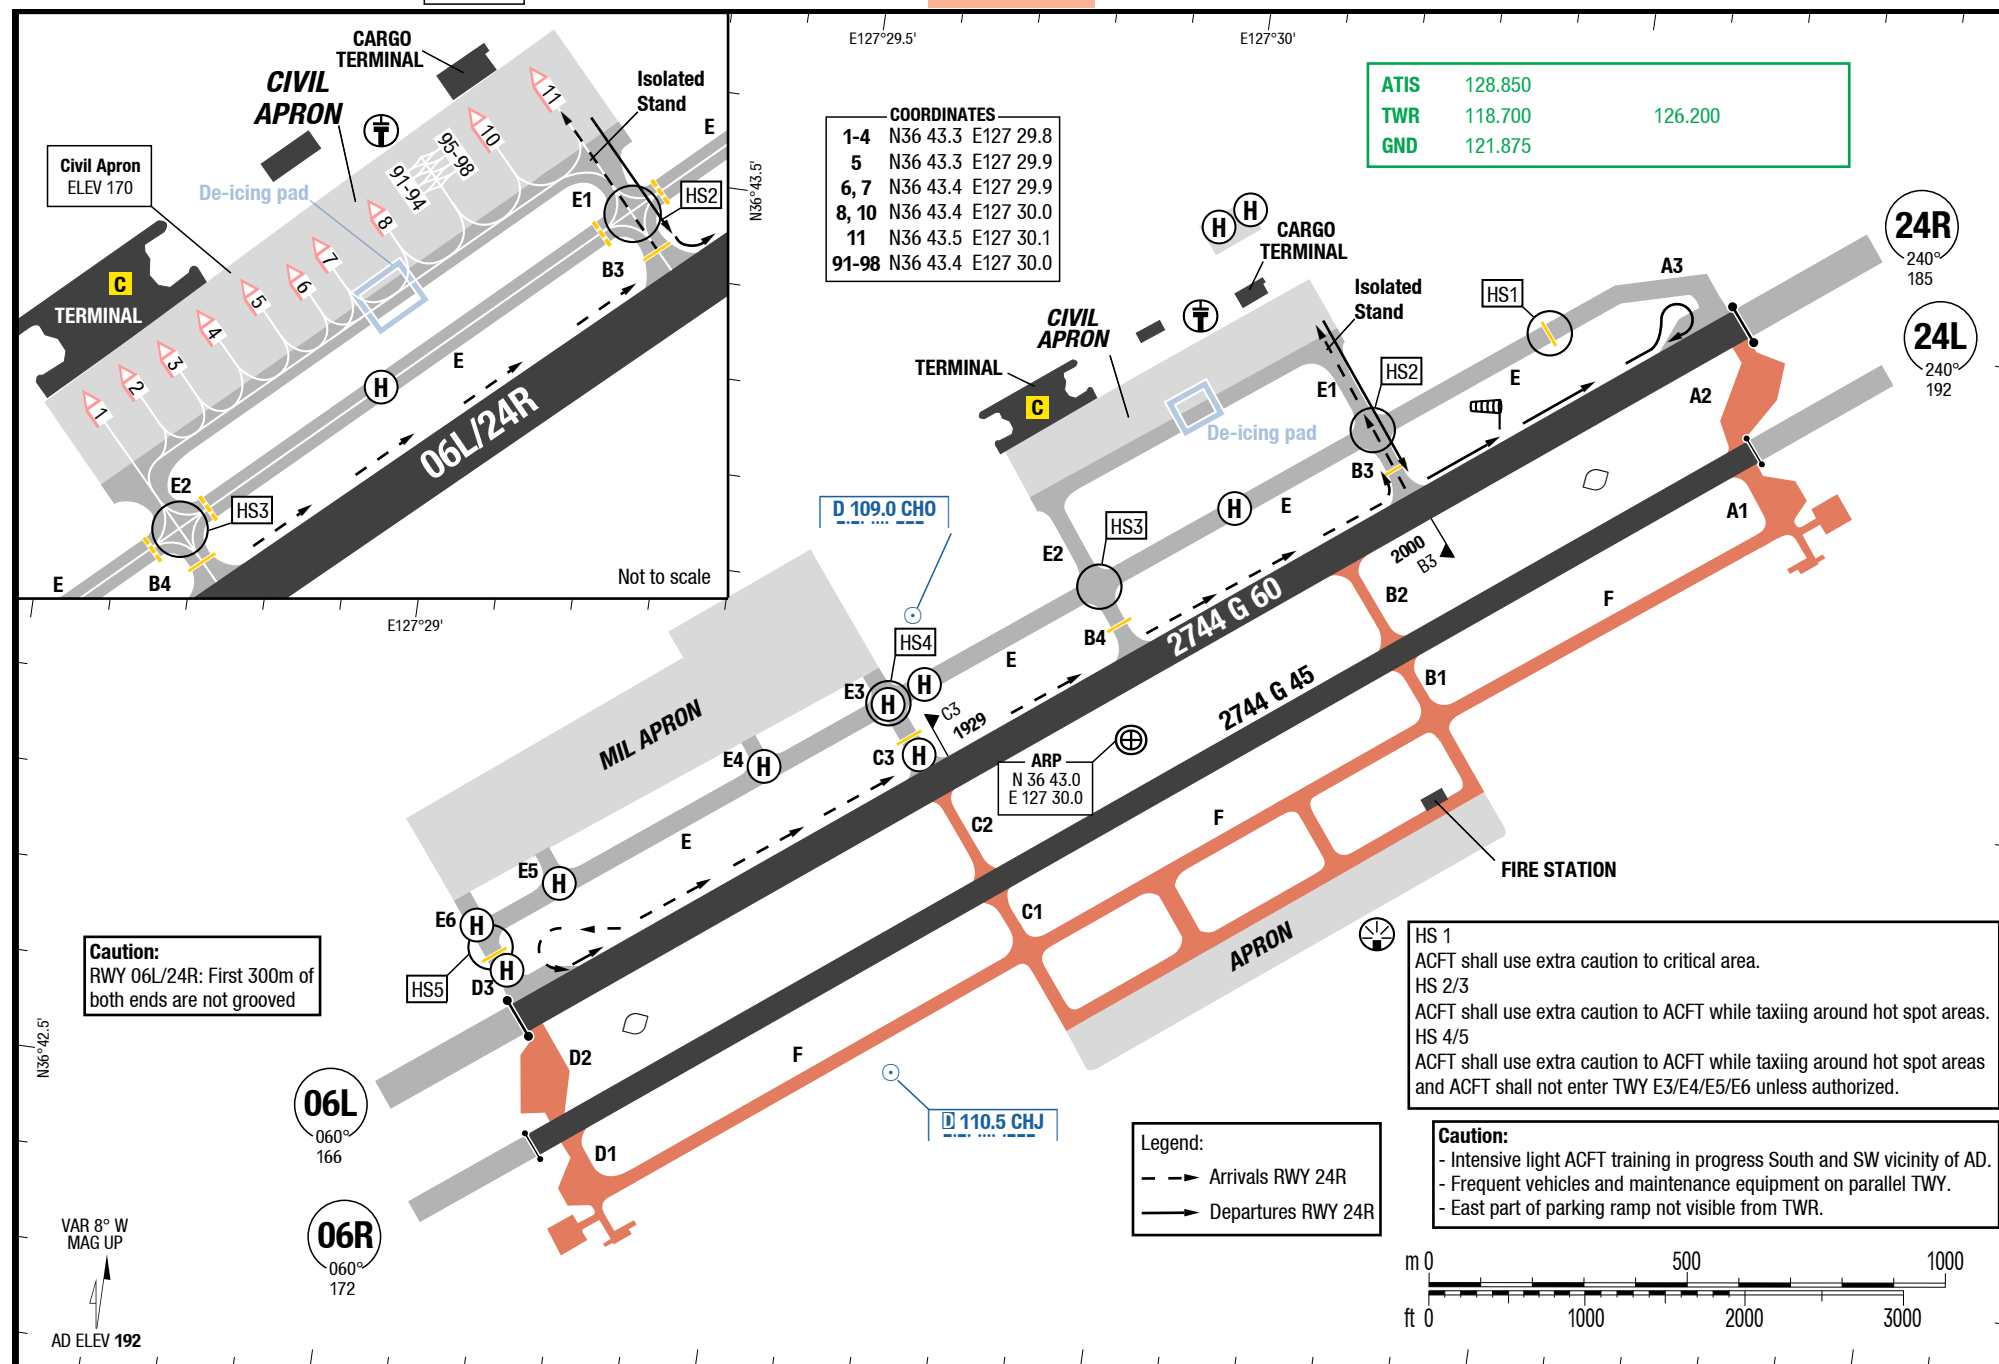 CARGO
TERMINAL
CIVIL
APRON
Isolated
Stand
11
10
E
95-98
91-94
Civil Apron
ELEV 170
De-icing pad
8
E1
HS2
7
B3
C
TERMINAL
6
5
4
3
2
1
E
H
06L/24R
E2
HS3
E
B4
Not to scale
E127°29.5'
E127°30'
N36°43.5'
E127°29'
N36°42.5'
COORDINATES
1-4 N36 43.3 E127 29.8
5 N36 43.3 E127 29.9
6, 7 N36 43.4 E127 29.9
8, 10 N36 43.4 E127 30.0
11 N36 43.5 E127 30.1
91-98 N36 43.4 E127 30.0
ATIS 128.850
TWR 118.700 126.200
GND 121.875
24R
240°
185
24L
240°
192
H
H
CARGO
TERMINAL
Isolated
Stand
CIVIL
APRON
TERMINAL
C
De-icing pad
HS1
A3
E
HS2
E1
B3
A2
A1
E
H
HS3
E2
B4
2000
B3
B2
B1
F
D 109.0 CHO
HS4
E
E3
H
H
C3
1929
C3
H
2744 G 60
2744 G 45
MIL APRON
E4
H
ARP
N 36 43.0
E 127 30.0
C2
F
E
E5
H
C1
FIRE STATION
APRON
E6
H
HS5
D3
H
D2
F
D1
Caution:
RWY 06L/24R: First 300m of
both ends are not grooved
06L
060°
166
06R
060°
172
D 110.5 CHJ
HS 1
ACFT shall use extra caution to critical area.
HS 2/3
ACFT shall use extra caution to ACFT while taxiing around hot spot areas.
HS 4/5
ACFT shall use extra caution to ACFT while taxiing around hot spot areas
and ACFT shall not enter TWY E3/E4/E5/E6 unless authorized.
Caution:
- Intensive light ACFT training in progress South and SW vicinity of AD.
- Frequent vehicles and maintenance equipment on parallel TWY.
- East part of parking ramp not visible from TWR.
Legend:
Arrivals RWY 24R
Departures RWY 24R
VAR 8° W
MAG UP
AD ELEV 192
m 0 500 1000
ft 0 1000 2000 3000